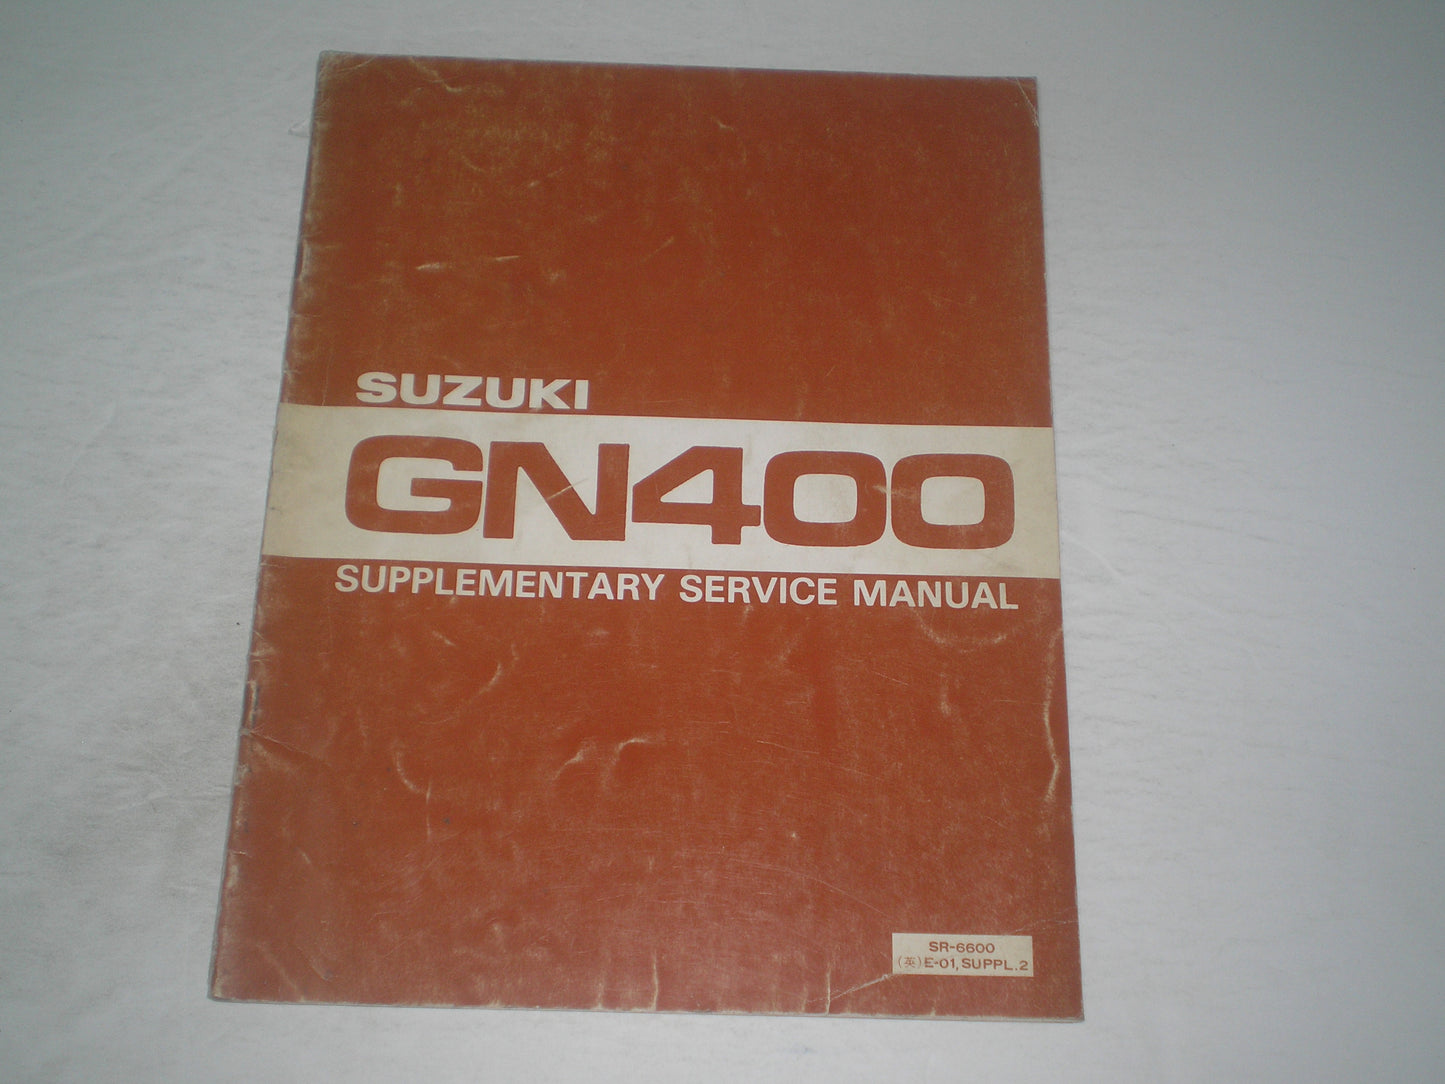 SUZUKI
GN400
SUPPLEMENTARY SERVICE MANUAL
SR-6600
(英)E-01, SUPPL.2